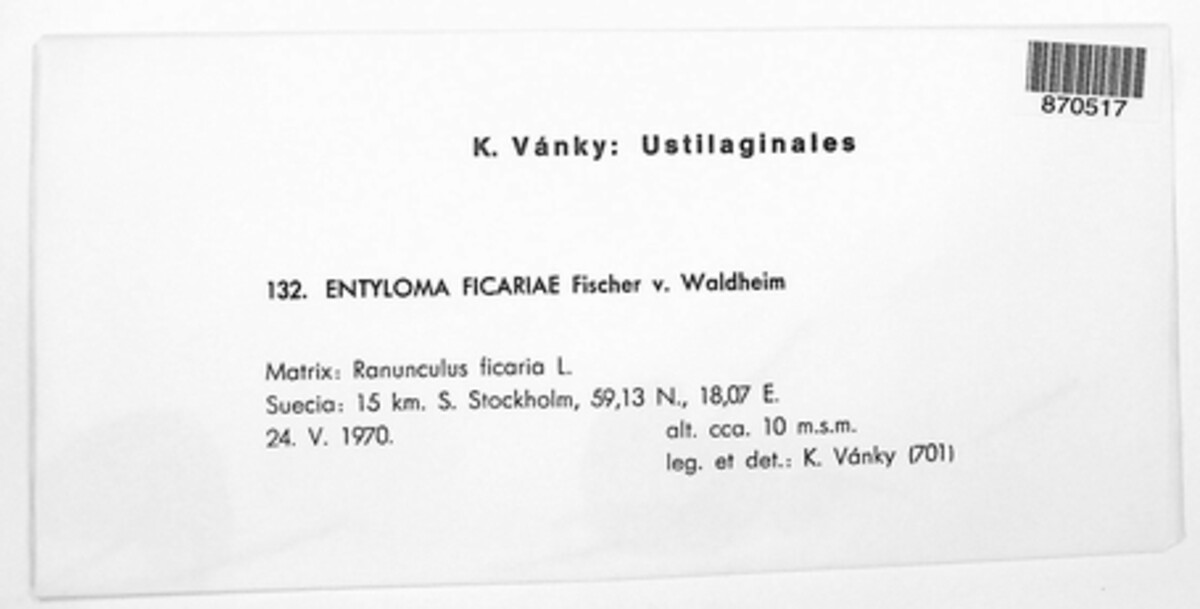 870517
K. Vánky: Ustilaginales
132. ENTYLOMA FICARIAE Fischer v. Waldheim
Matrix: Ranunculus ficaria L.
Suecia: 15 km. S. Stockholm, 59,13 N., 18,07 E.
24. V. 1970.
alt. cca. 10 m.s.m.
leg. et det.: K. Vánky (701)